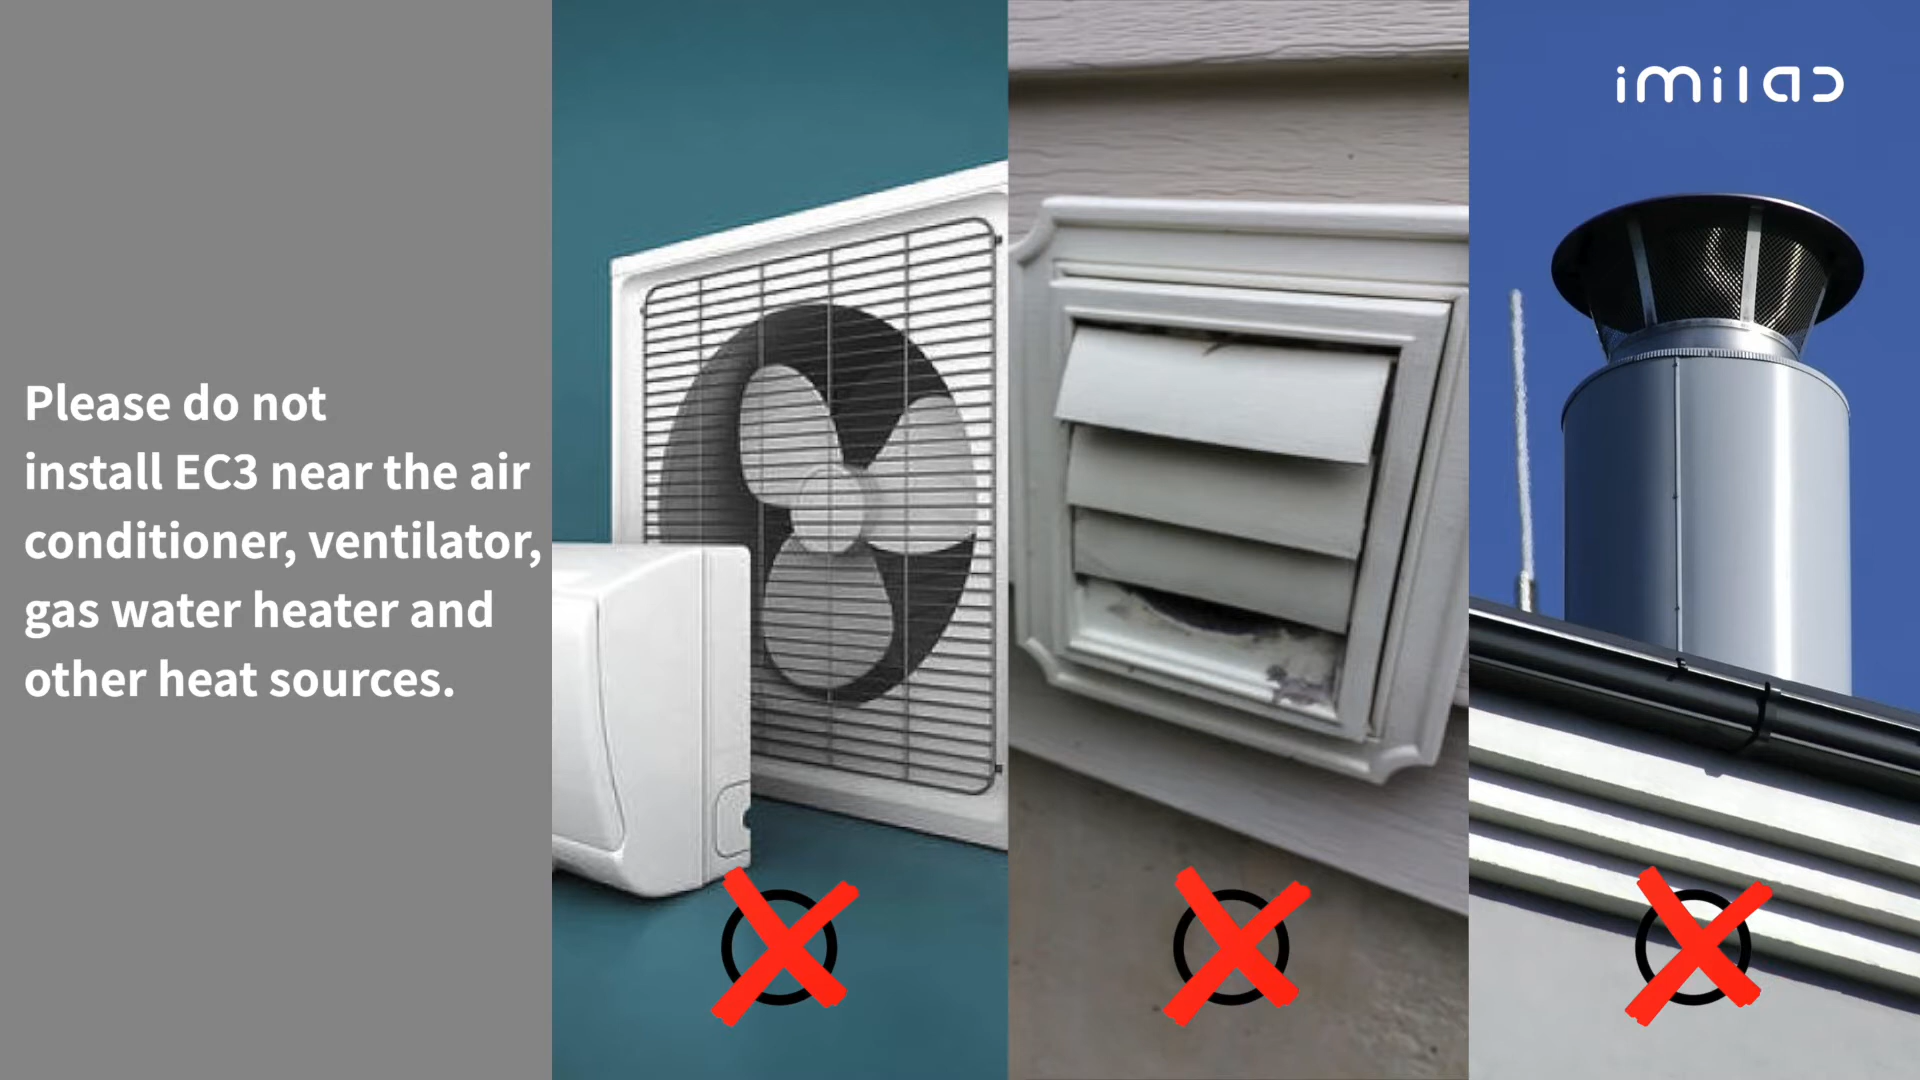 imilab
Please do not
install EC3 near the air
conditioner, ventilator,
gas water heater and
other heat sources.